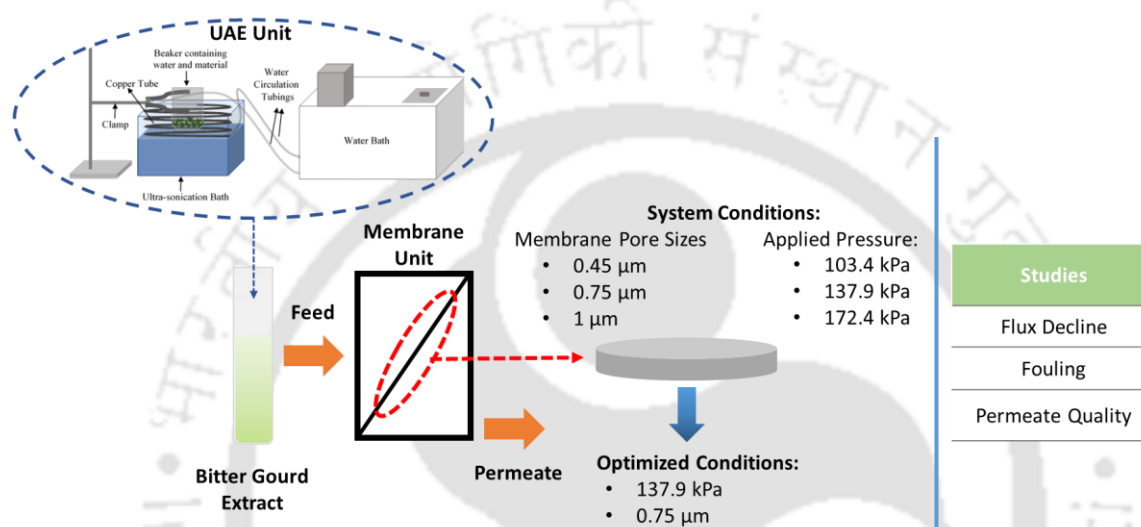 UAE Unit
Beaker containing
water and material
Copper Tube
Water
Circulation
Tubings
Clamp
Water Bath
Ultra-sonication Bath
System Conditions:
Membrane
Unit
Membrane Pore Sizes
• 0.45 µm
• 0.75 µm
• 1 µm
Applied Pressure:
• 103.4 kPa
• 137.9 kPa
• 172.4 kPa
Feed
Permeate
Bitter Gourd
Extract
Optimized Conditions:
• 137.9 kPa
• 0.75 µm
Studies
Flux Decline
Fouling
Permeate Quality